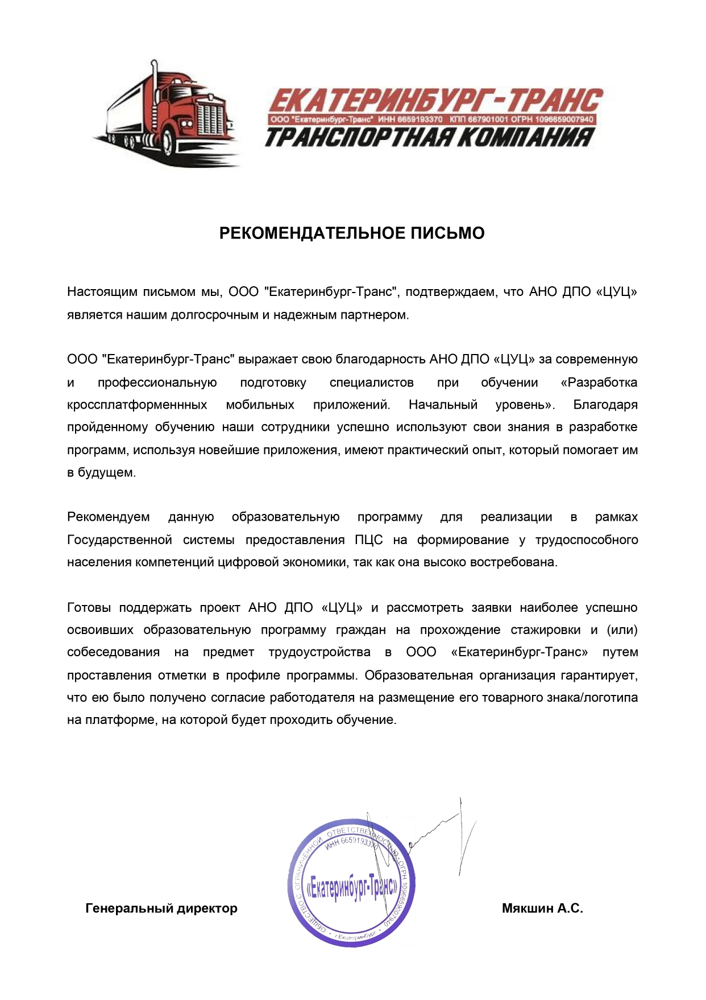 ЕКАТЕРИНБУРГ-ТРАНС
ООО "Екатеринбург-Транс" ИНН 6659193370 КПП 667901001 ОГРН 1096659007940
ТРАНСПОРТНАЯ КОМПАНИЯ
РЕКОМЕНДАТЕЛЬНОЕ ПИСЬМО
Настоящим письмом мы, ООО "Екатеринбург-Транс", подтверждаем, что АНО ДПО «ЦУЦ»
является нашим долгосрочным и надежным партнером.
ООО "Екатеринбург-Транс" выражает свою благодарность АНО ДПО «ЦУЦ» за современную
и профессиональную подготовку специалистов при обучении «Разработка
кроссплатформеннных мобильных приложений. Начальный уровень». Благодаря
пройденному обучению наши сотрудники успешно используют свои знания в разработке
программ, используя новейшие приложения, имеют практический опыт, который помогает им
в будущем.
Рекомендуем данную образовательную программу для реализации в рамках
Государственной системы предоставления ПЦС на формирование у трудоспособного
населения компетенций цифровой экономики, так как она высоко востребована.
Готовы поддержать проект АНО ДПО «ЦУЦ» и рассмотреть заявки наиболее успешно
освоивших образовательную программу граждан на прохождение стажировки и (или)
собеседования на предмет трудоустройства в ООО «Екатеринбург-Транс» путем
проставления отметки в профиле программы. Образовательная организация гарантирует,
что ею было получено согласие работодателя на размещение его товарного знака/логотипа
на платформе, на которой будет проходить обучение.
ОБЩЕСТВО С ОГРАНИЧЕННОЙ ОТВЕТСТВЕННОСТЬЮ • ОГРН 1096659007940
ИНН 6659193370
«Екатеринбург-Транс»
• г.Екатеринбург •
Генеральный директор Мякшин А.С.